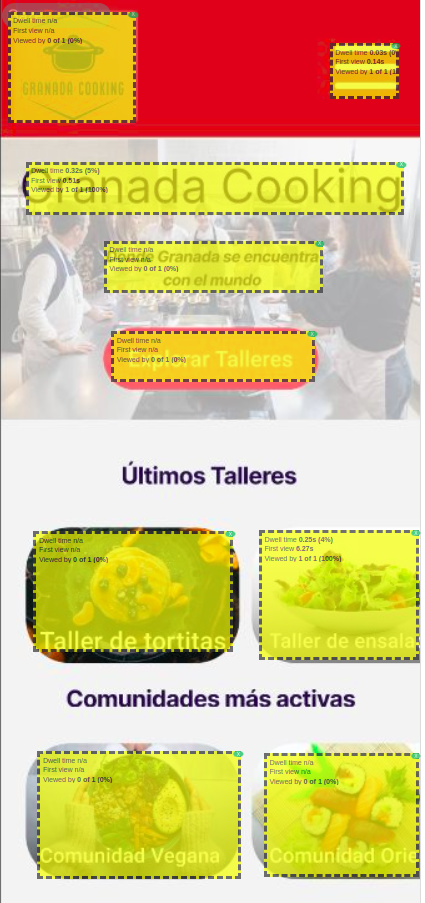 Dwell time n/a
First view n/a
Viewed by 0 of 1 (0%)
GRANADA COOKING
Dwell time 0.03s
First view 0.14s
Viewed by 1 of 1
Dwell time 0.32s (5%)
First view 0.51s
Viewed by 1 of 1 (100%)
Granada Cooking
Dwell time n/a
First view n/a
Viewed by 0 of 1 (0%)
Donde Granada se encuentra
con el mundo
Dwell time n/a
First view n/a
Viewed by 0 of 1 (0%)
Explorar Talleres
Últimos Talleres
Dwell time n/a
First view n/a
Viewed by 0 of 1 (0%)
Taller de tortitas
Dwell time 0.25s (4%)
First view 6.27s
Viewed by 1 of 1 (100%)
Taller de ensala
Comunidades más activas
Dwell time n/a
First view n/a
Viewed by 0 of 1 (0%)
Comunidad Vegana
Dwell time n/a
First view n/a
Viewed by 0 of 1 (0%)
Comunidad Orie